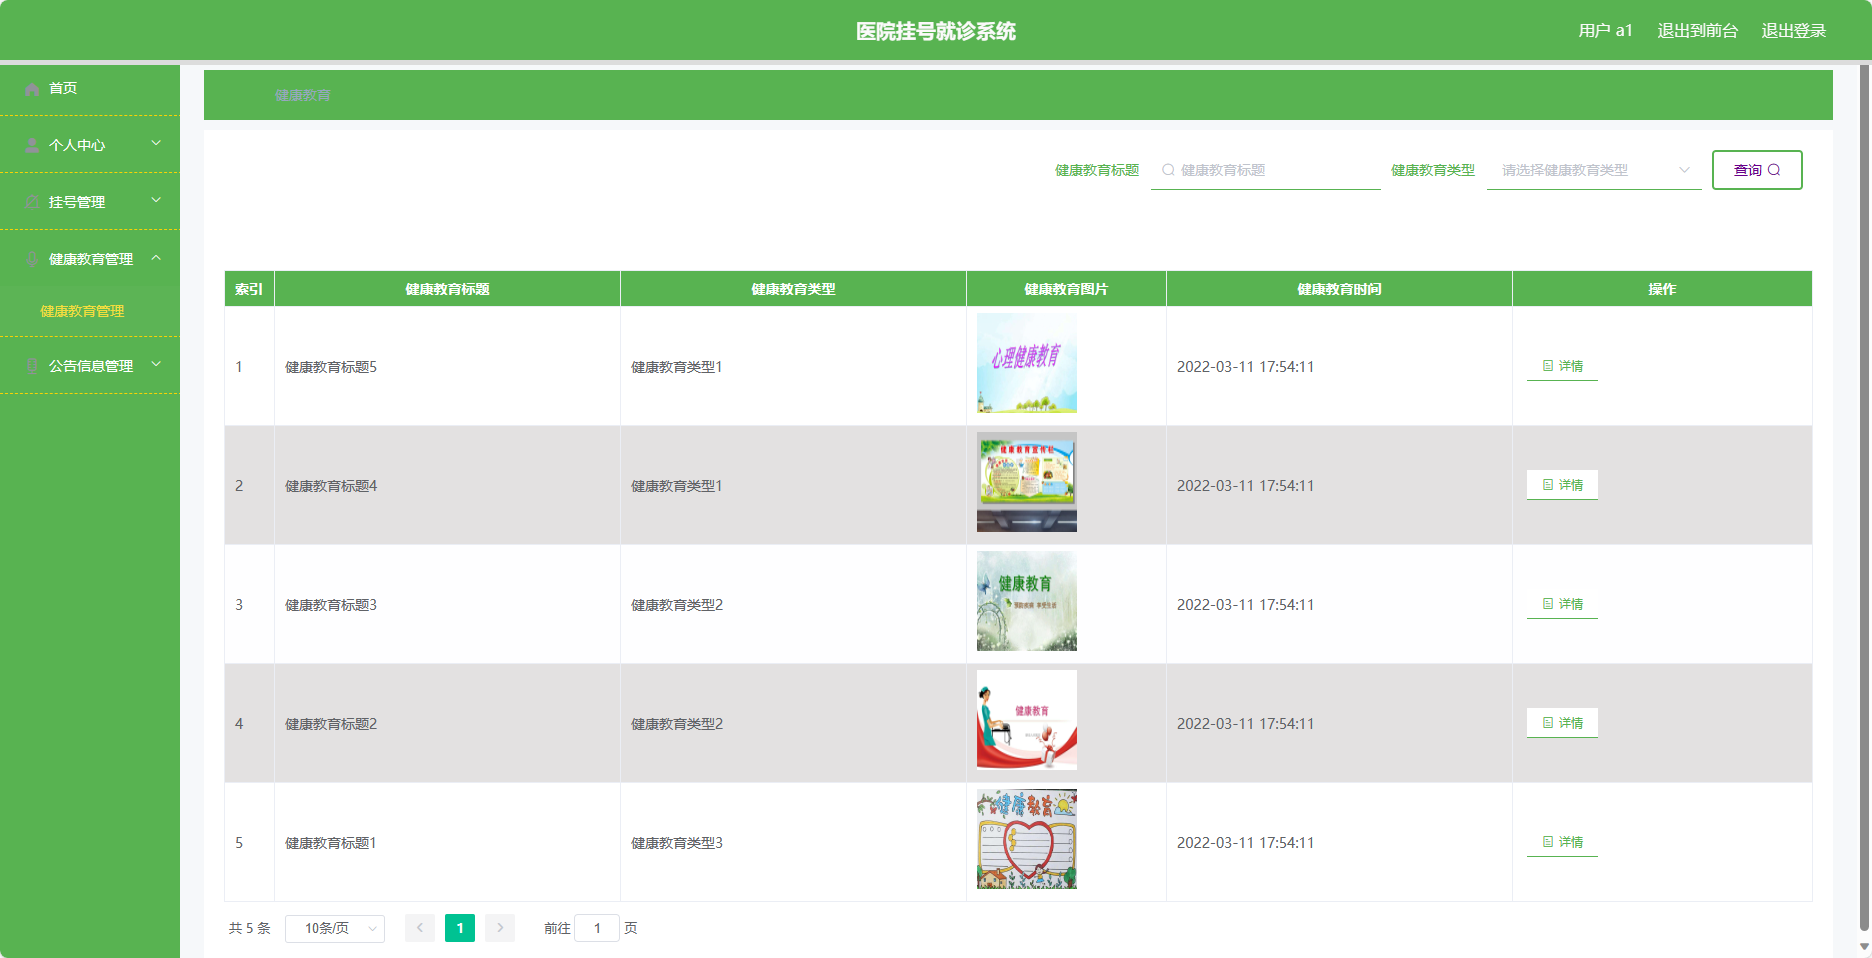 医院挂号就诊系统
用户 a1 退出到前台 退出登录
首页
个人中心
挂号管理
健康教育管理
健康教育管理
公告信息管理
健康教育
健康教育标题 健康教育标题 健康教育类型 请选择健康教育类型 查询
索引 健康教育标题 健康教育类型 健康教育图片 健康教育时间 操作
1 健康教育标题5 健康教育类型1 心理健康教育 2022-03-11 17:54:11 详情
2 健康教育标题4 健康教育类型1 健康教育宣传栏 2022-03-11 17:54:11 详情
3 健康教育标题3 健康教育类型2 健康教育 2022-03-11 17:54:11 详情
4 健康教育标题2 健康教育类型2 健康教育 2022-03-11 17:54:11 详情
5 健康教育标题1 健康教育类型3 健康教育 2022-03-11 17:54:11 详情
共 5 条 10条/页 1 前往 1 页